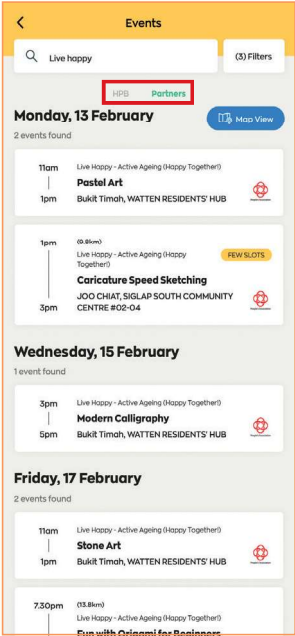 Events
Live happy
(3) Filters
HPB Partners
Monday, 13 February
Map View
2 events found
11am
1pm
Live Happy - Active Ageing (Happy Together!)
Pastel Art
Bukit Timah, WATTEN RESIDENTS' HUB
1pm
3pm
(0.8km)
Live Happy - Active Ageing (Happy
Together!)
FEW SLOTS
Caricature Speed Sketching
JOO CHIAT, SIGLAP SOUTH COMMUNITY
CENTRE #02-04
Wednesday, 15 February
1 event found
3pm
5pm
Live Happy - Active Ageing (Happy Together!)
Modern Calligraphy
Bukit Timah, WATTEN RESIDENTS' HUB
Friday, 17 February
2 events found
11am
1pm
Live Happy - Active Ageing (Happy Together!)
Stone Art
Bukit Timah, WATTEN RESIDENTS' HUB
7.30pm
(13.8km)
Live Happy - Active Ageing (Happy Together!)
Fun with Origami for Beginners